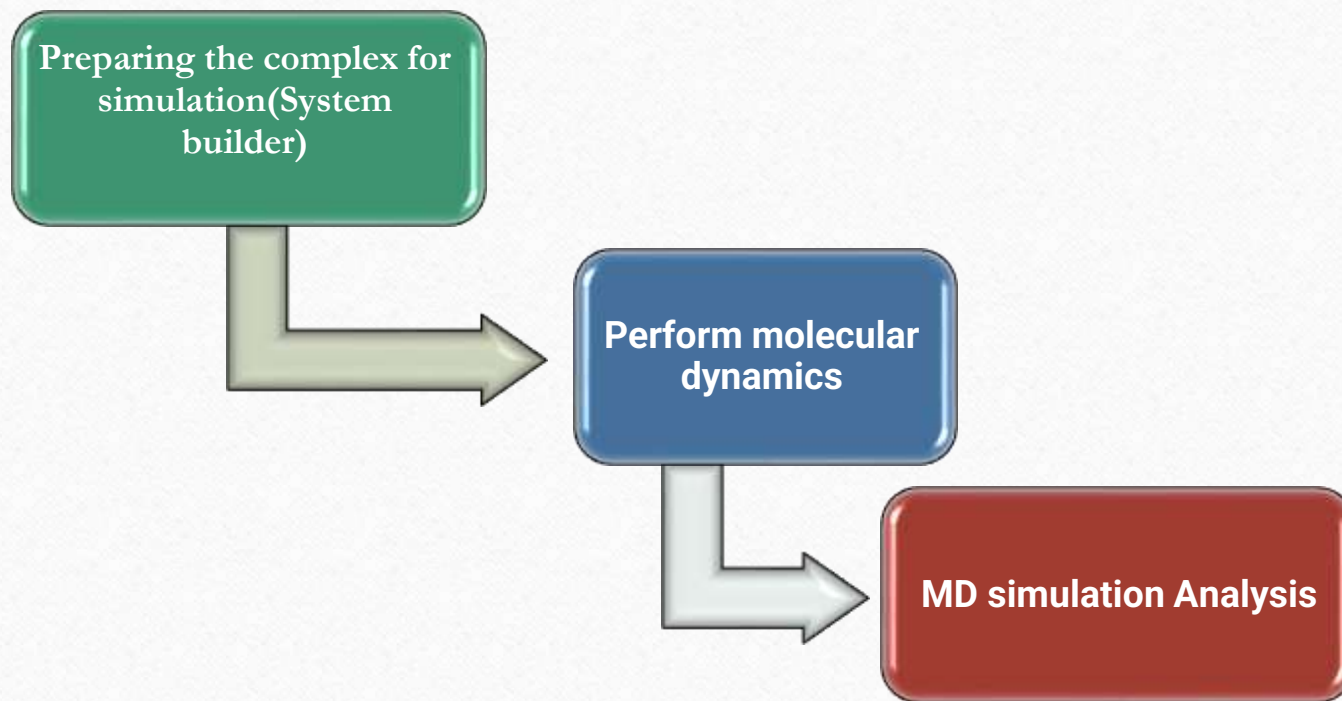 Preparing the complex for
simulation(System
builder)
Perform molecular
dynamics
MD simulation Analysis